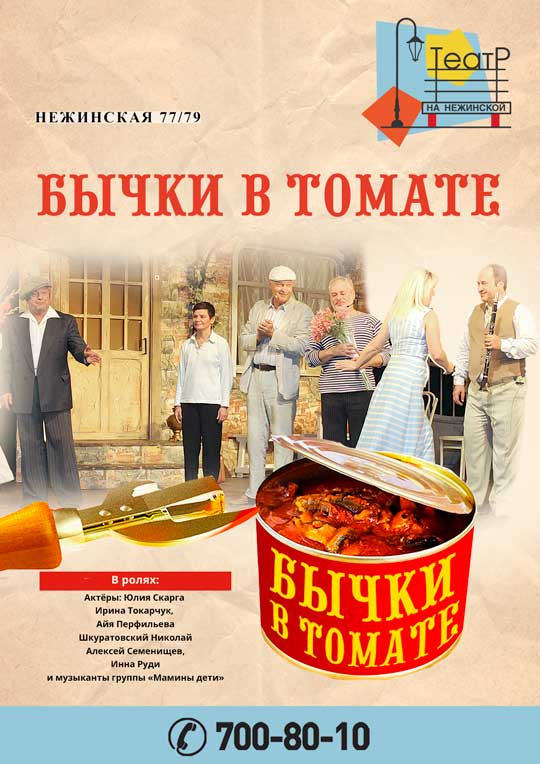 ТеатР
НА НЕЖИНСКОЙ
НЕЖИНСКАЯ 77/79
БЫЧКИ В ТОМАТЕ
БЫЧКИ
В ТОМАТЕ
В ролях:
Актёры: Юлия Скарга
Ирина Токарчук,
Айя Перфильева
Шкуратовский Николай
Алексей Семенищев,
Инна Руди
и музыканты группы «Мамины дети»
700-80-10